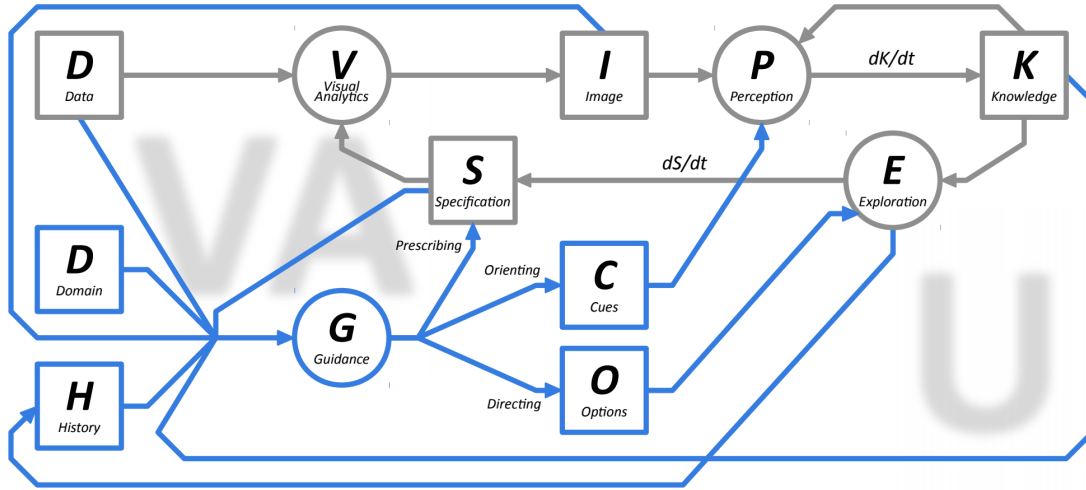 D
Data
V
Visual
Analytics
I
Image
P
Perception
dK/dt
K
Knowledge
VA
S
Specification
dS/dt
E
Exploration
D
Domain
Prescribing
Orienting
C
Cues
G
Guidance
U
H
History
Directing
O
Options